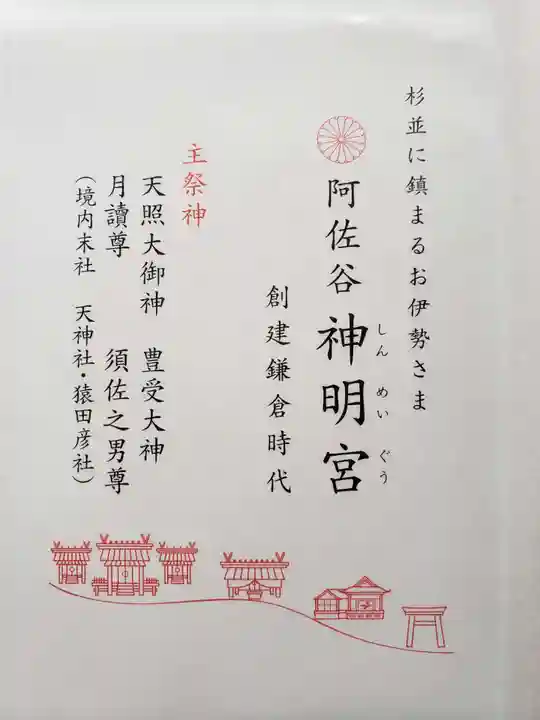 杉並に鎮まるお伊勢さま
阿佐谷神明宮
しんめいぐう
創建鎌倉時代
主祭神
天照大御神　豊受大神
月讀尊　須佐之男尊
（境内末社　天神社・猿田彦社）